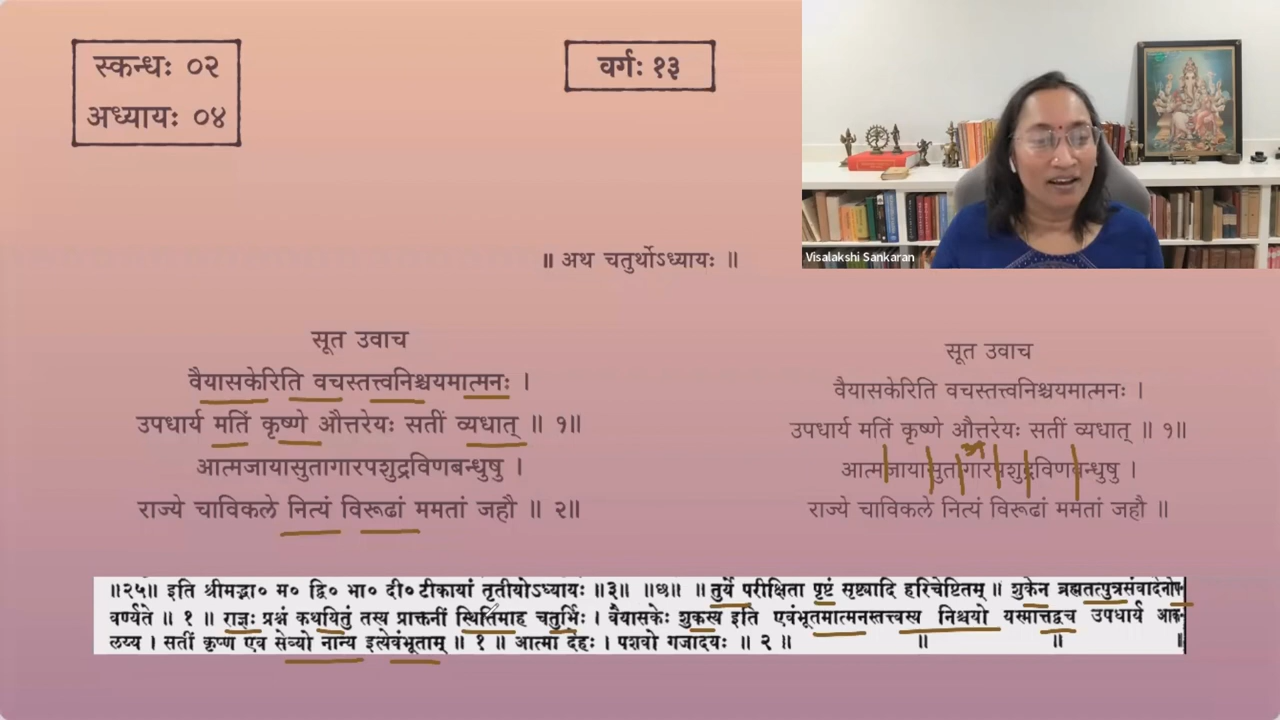 स्कन्धः ०२
अध्यायः ०४
वर्गः १३
Visalakshi Sankaran
॥ अथ चतुर्थोऽध्यायः ॥
सूत उवाच
वैयासकेरिति वचस्तत्त्वनिश्चयमात्मनः ।
उपधार्य मतिं कृष्णे औत्तरेयः सतीं व्यधात् ॥ १॥
आत्मजायासुतागारपशुद्रविणबन्धुषु ।
राज्ये चाविकले नित्यं विरूढां ममतां जहौ ॥ २॥
सूत उवाच
वैयासकेरिति वचस्तत्त्वनिश्चयमात्मनः ।
उपधार्य मतिं कृष्णे औत्तरेयः सतीं व्यधात् ॥ १॥
आत्मजायासुतागारपशुद्रविणबन्धुषु ।
राज्ये चाविकले नित्यं विरूढां ममतां जहौ ॥
॥२५॥ इति श्रीमद्भा० म० द्वि० भा० दी० टीकायां तृतीयोऽध्यायः ॥३॥ ॥छ॥ ॥ तुर्ये परीक्षिता पृष्टं सृष्ट्यादि हरिचेष्टितम् ॥ शुकेन ब्रह्मतत्पुत्रसंवादेनोप-
वर्ण्यते ॥ १ ॥ राज्ञः प्रश्नं कथयितुं तस्य प्राक्तनीं स्थितिमाह चतुर्भिः । वैयासकेः शुकस्य इति एवंभूतमात्मनस्तत्त्वस्य निश्चयो यस्मात्तद्वच उपधार्य आक-
लय्य । सतीं कृष्ण एव सेव्यो नान्य इत्येवंभूताम् ॥ १ ॥ आत्मा देहः । पशवो गजादयः ॥ २ ॥ ॥ ॥